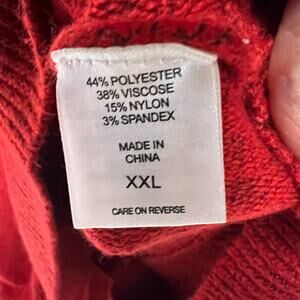 44% POLYESTER
38% VISCOSE
15% NYLON
3% SPANDEX
MADE IN
CHINA
XXL
CARE ON REVERSE